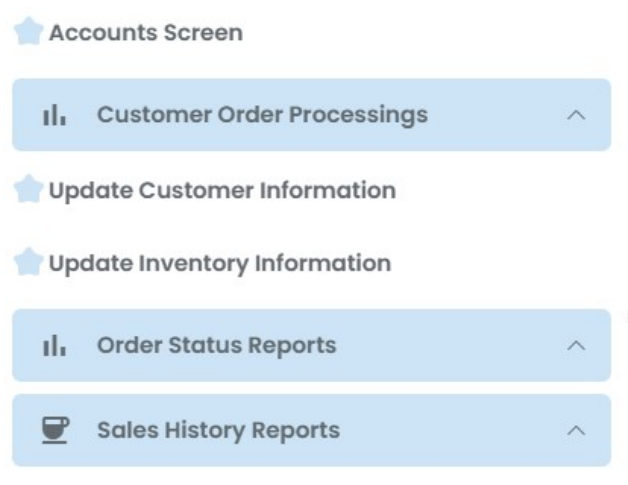 Accounts Screen
Customer Order Processings
Update Customer Information
Update Inventory Information
Order Status Reports
Sales History Reports